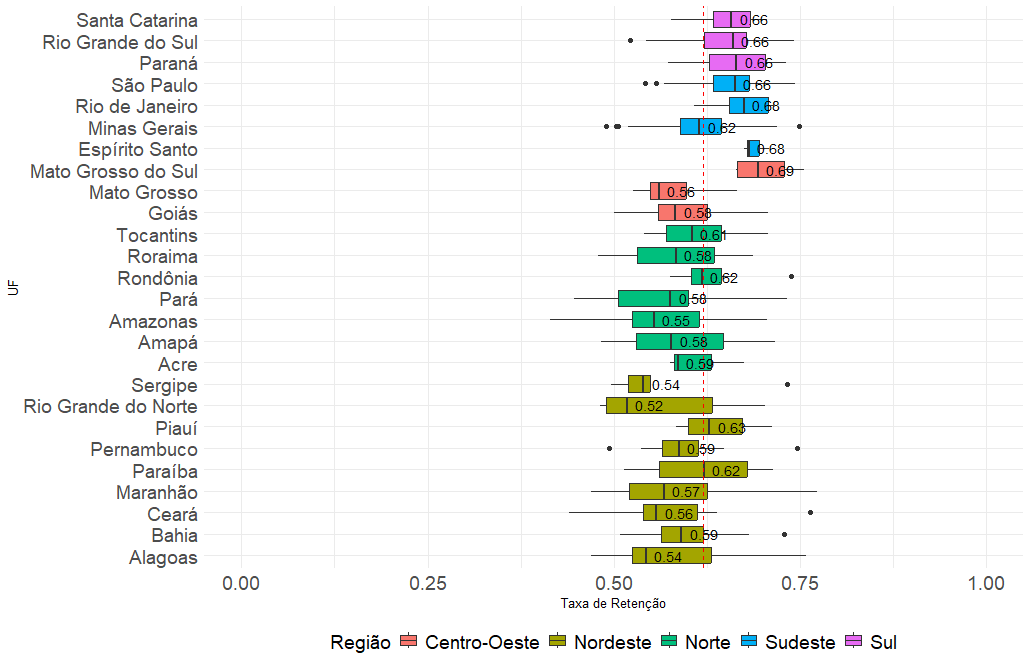 Santa Catarina 0.66
Rio Grande do Sul 0.66
Paraná 0.66
São Paulo 0.66
Rio de Janeiro 0.68
Minas Gerais 0.62
Espírito Santo 0.68
Mato Grosso do Sul 0.69
Mato Grosso 0.56
Goiás 0.58
Tocantins 0.61
Roraima 0.58
Rondônia 0.62
UF
Pará 0.58
Amazonas 0.55
Amapá 0.58
Acre 0.59
Sergipe 0.54
Rio Grande do Norte 0.52
Piauí 0.63
Pernambuco 0.59
Paraíba 0.62
Maranhão 0.57
Ceará 0.56
Bahia 0.59
Alagoas 0.54
0.00 0.25 0.50 0.75 1.00
Taxa de Retenção
Região Centro-Oeste Nordeste Norte Sudeste Sul